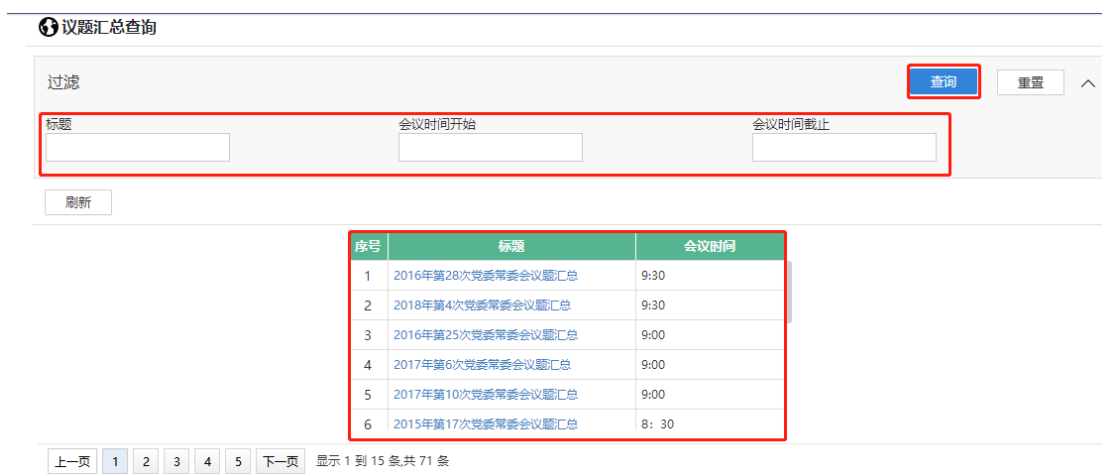 议题汇总查询
过滤 查询 重置
标题 会议时间开始 会议时间截止
刷新
序号 标题 会议时间
1 2016年第28次党委常委会议题汇总 9:30
2 2018年第4次党委常委会议题汇总 9:30
3 2016年第25次党委常委会议题汇总 9:00
4 2017年第6次党委常委会议题汇总 9:00
5 2017年第10次党委常委会议题汇总 9:00
6 2015年第17次党委常委会议题汇总 8：30
上一页 1 2 3 4 5 下一页 显示 1 到 15 条,共 71 条